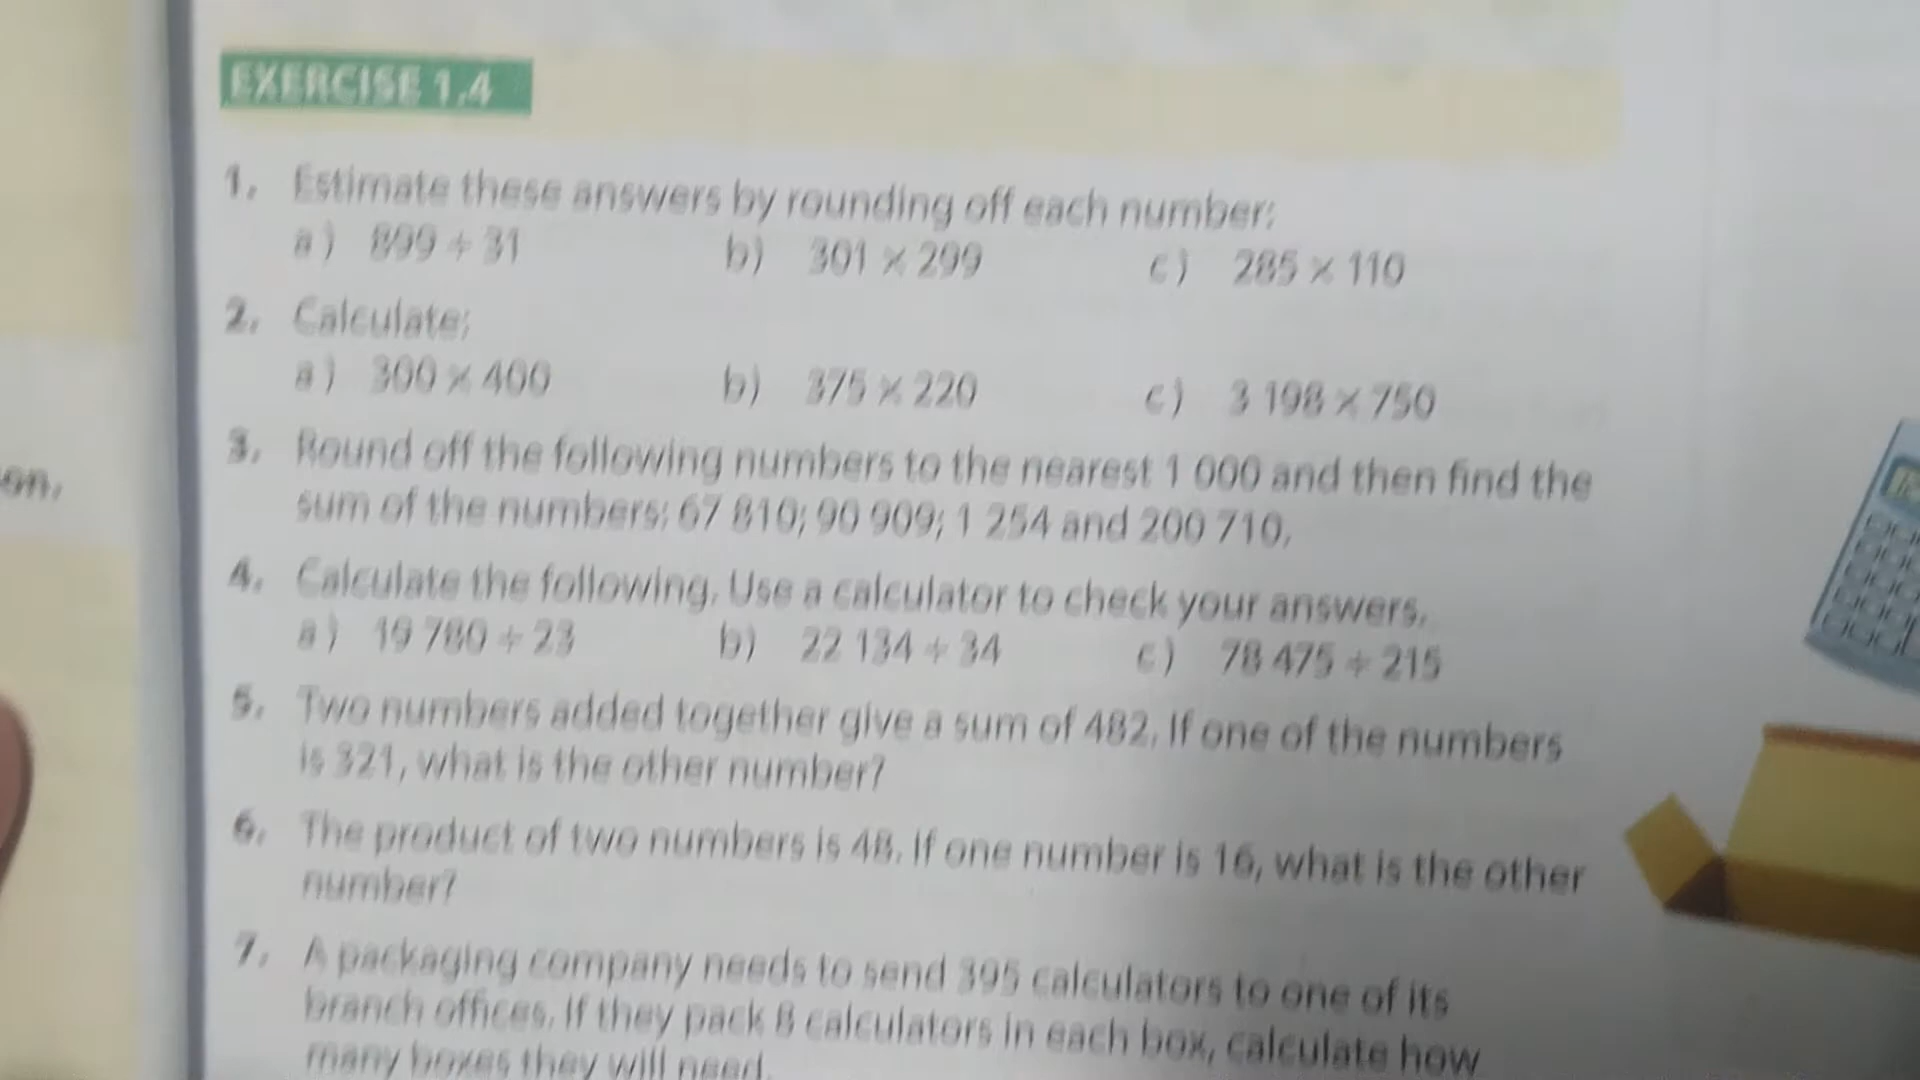 EXERCISE 1.4
1. Estimate these answers by rounding off each number:
a) 899 ÷ 31 b) 301 × 299 c) 285 × 110
2. Calculate:
a) 300 × 400 b) 375 × 220 c) 3 198 × 750
3. Round off the following numbers to the nearest 1 000 and then find the
sum of the numbers: 67 810; 90 909; 1 254 and 200 710.
on.
4. Calculate the following. Use a calculator to check your answers.
a) 19 780 ÷ 23 b) 22 134 ÷ 34 c) 78 475 ÷ 215
5. Two numbers added together give a sum of 482. If one of the numbers
is 321, what is the other number?
6. The product of two numbers is 48. If one number is 16, what is the other
number?
7. A packaging company needs to send 395 calculators to one of its
branch offices. If they pack 8 calculators in each box, calculate how
many boxes they will need.